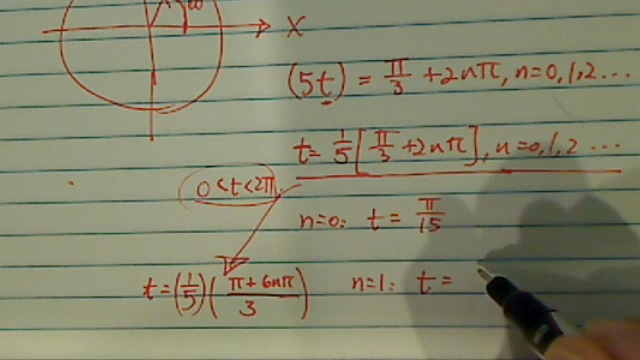 60 X
(5t) = π/3 + 2nπ, n=0,1,2...
t= 1/5 [π/3 +2nπ], n=0,1,2...
0<t<2π
n=0: t = π/15
t=(1/5)((π+6nπ)/3) n=1: t =